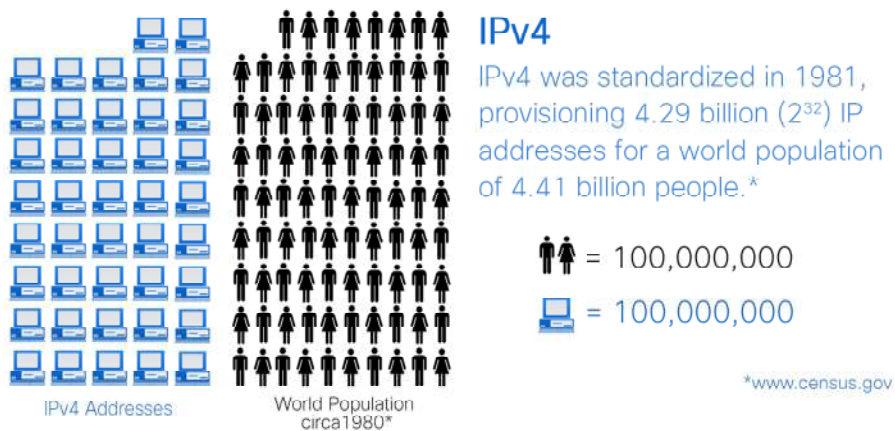 IPv4
IPv4 was standardized in 1981,
provisioning 4.29 billion (2³²) IP
addresses for a world population
of 4.41 billion people.*
= 100,000,000
= 100,000,000
*www.census.gov
IPv4 Addresses
World Population
circa1980*